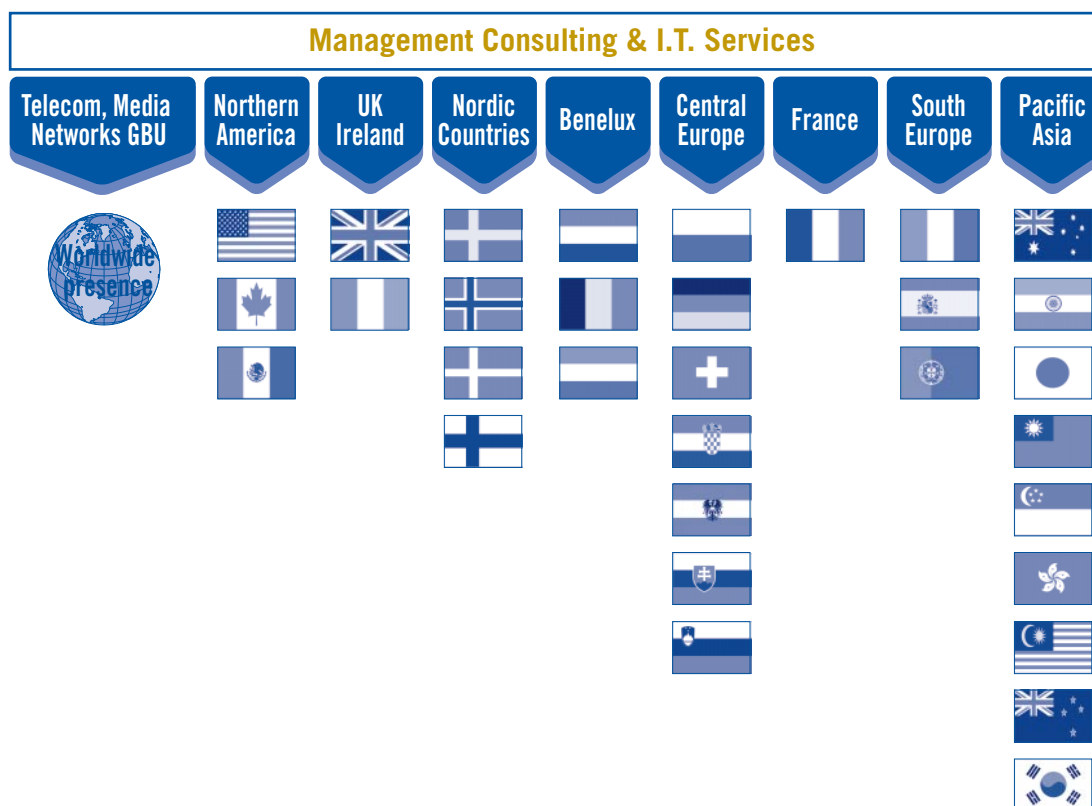 Management Consulting & I.T. Services
Telecom, Media
Networks GBU
Northern
America
UK
Ireland
Nordic
Countries
Benelux
Central
Europe
France
South
Europe
Pacific
Asia
Worldwide
presence